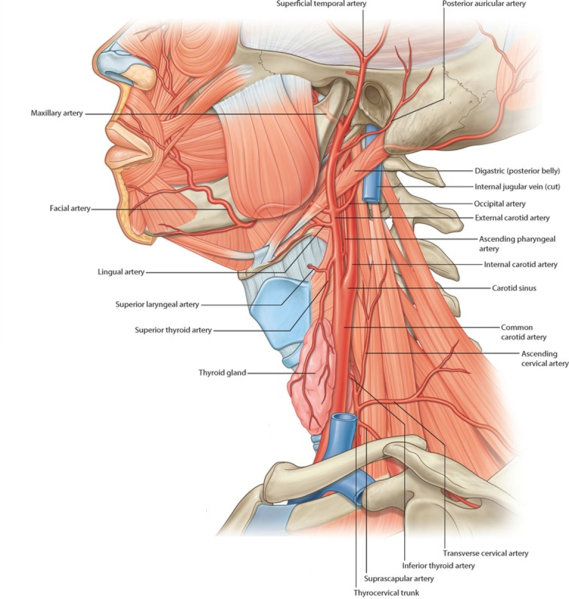 Superficial temporal artery
Posterior auricular artery
Maxillary artery
Digastric (posterior belly)
Internal jugular vein (cut)
Facial artery
Occipital artery
External carotid artery
Ascending pharyngeal
artery
Lingual artery
Internal carotid artery
Carotid sinus
Superior laryngeal artery
Superior thyroid artery
Common
carotid artery
Ascending
cervical artery
Thyroid gland
Transverse cervical artery
Inferior thyroid artery
Suprascapular artery
Thyrocervical trunk